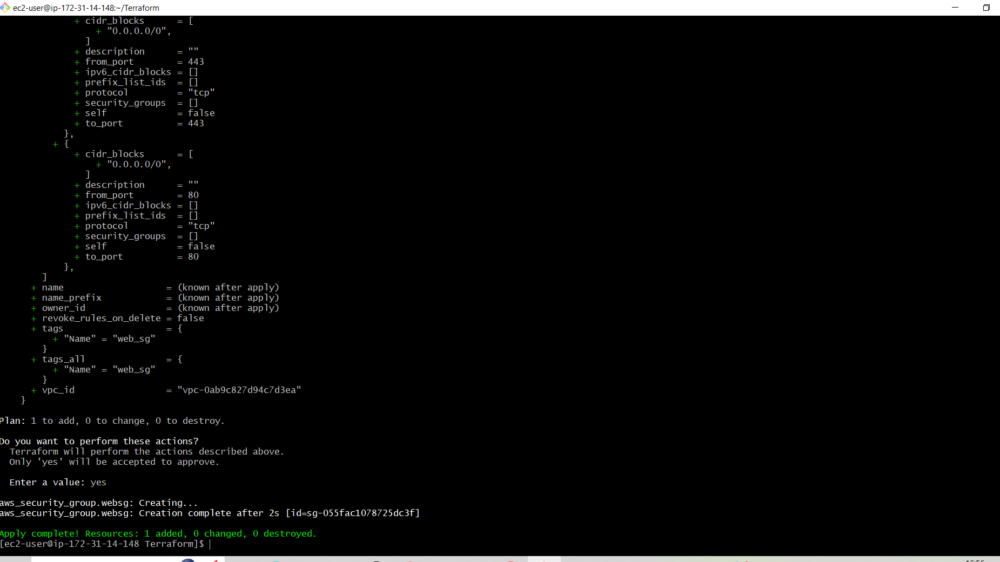 ec2-user@ip-172-31-14-148:~/Terraform
+ cidr_blocks = [
+ "0.0.0.0/0",
]
+ description = ""
+ from_port = 443
+ ipv6_cidr_blocks = []
+ prefix_list_ids = []
+ protocol = "tcp"
+ security_groups = []
+ self = false
+ to_port = 443
},
+ {
+ cidr_blocks = [
+ "0.0.0.0/0",
]
+ description = ""
+ from_port = 80
+ ipv6_cidr_blocks = []
+ prefix_list_ids = []
+ protocol = "tcp"
+ security_groups = []
+ self = false
+ to_port = 80
},
]
+ name = (known after apply)
+ name_prefix = (known after apply)
+ owner_id = (known after apply)
+ revoke_rules_on_delete = false
+ tags = {
+ "Name" = "web_sg"
}
+ tags_all = {
+ "Name" = "web_sg"
}
+ vpc_id = "vpc-0ab9c827d94c7d3ea"
}
Plan: 1 to add, 0 to change, 0 to destroy.
Do you want to perform these actions?
Terraform will perform the actions described above.
Only 'yes' will be accepted to approve.
Enter a value: yes
aws_security_group.websg: Creating...
aws_security_group.websg: Creation complete after 2s [id=sg-055fac1078725dc3f]
Apply complete! Resources: 1 added, 0 changed, 0 destroyed.
[ec2-user@ip-172-31-14-148 Terraform]$